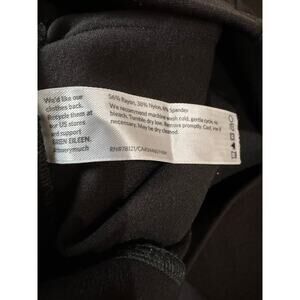 We'd like our
clothes back.
Recycle them at
our US stores
and support
EILEEN.
56% Rayon, 38% Nylon, 6% Spandex
We recommend machine wash cold, gentle cycle, no
bleach. Tumble dry low. Remove promptly. Cool, iron if
necessary. May be dry cleaned.